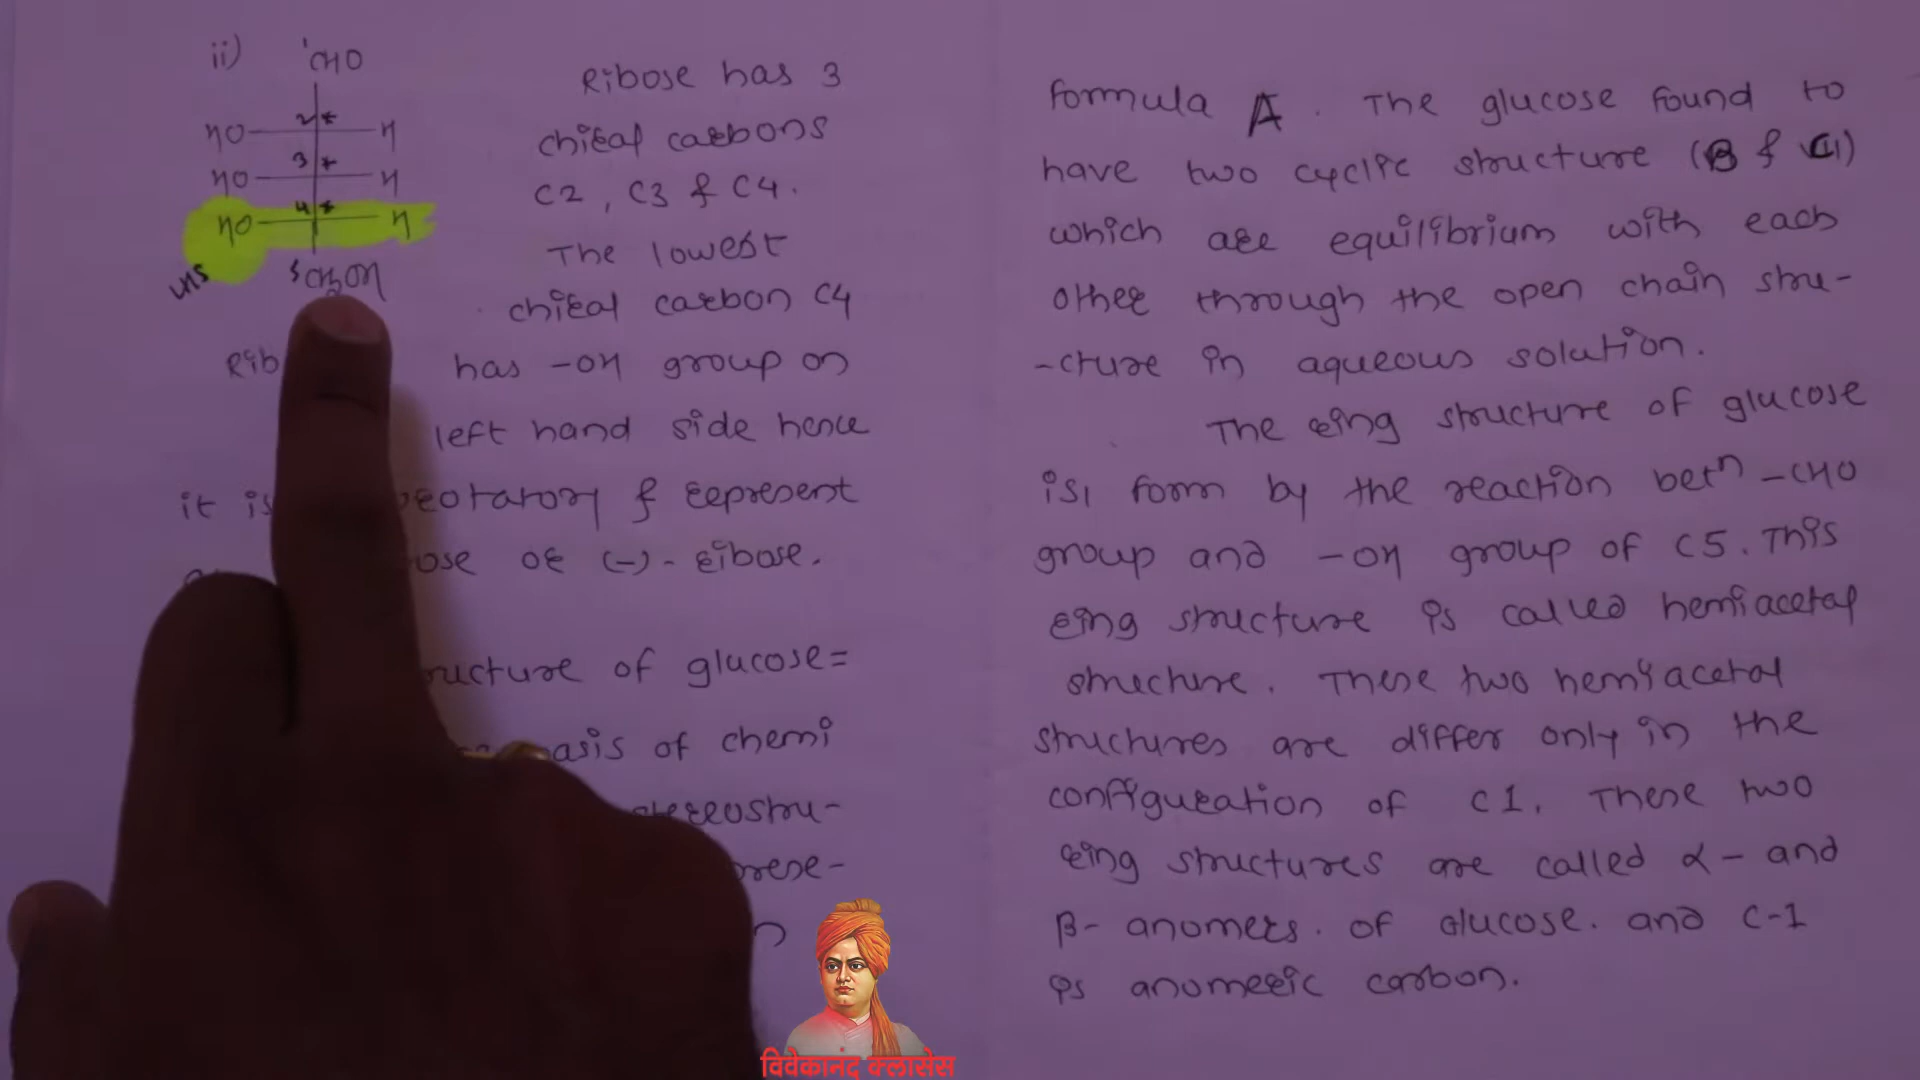 ii)
¹CHO
HO 2* H
HO 3* H
HO 4* H
LHS
⁵CH₂OH
Ribose has 3
chiral carbons
C2, C3 & C4.
The lowest
chiral carbon C4
has -OH group on
left hand side hence
it is & represent
or (-)-ribose.
of glucose=
of chemi
formula A. The glucose found to
have two cyclic structure (B & C)
which are equilibrium with each
other through the open chain stru-
-cture in aqueous solution.
The ring structure of glucose
is, form by the reaction betn -CHO
group and -OH group of C5. This
ring structure is called hemiacetal
structure. These two hemiacetal
structures are differ only in the
configuration of C1. These two
ring structures are called α- and
β- anomers. of Glucose. and C-1
is anomeric carbon.
विवेकानंद क्लासेस